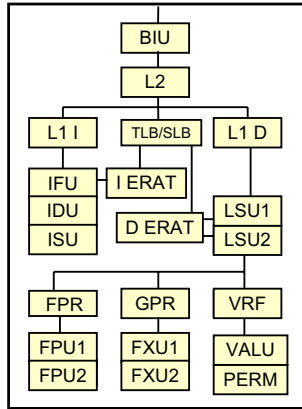 BIU
L2
L1 I
TLB/SLB
L1 D
IFU
I ERAT
IDU
LSU1
ISU
D ERAT
LSU2
FPR
GPR
VRF
FPU1
FXU1
VALU
FPU2
FXU2
PERM